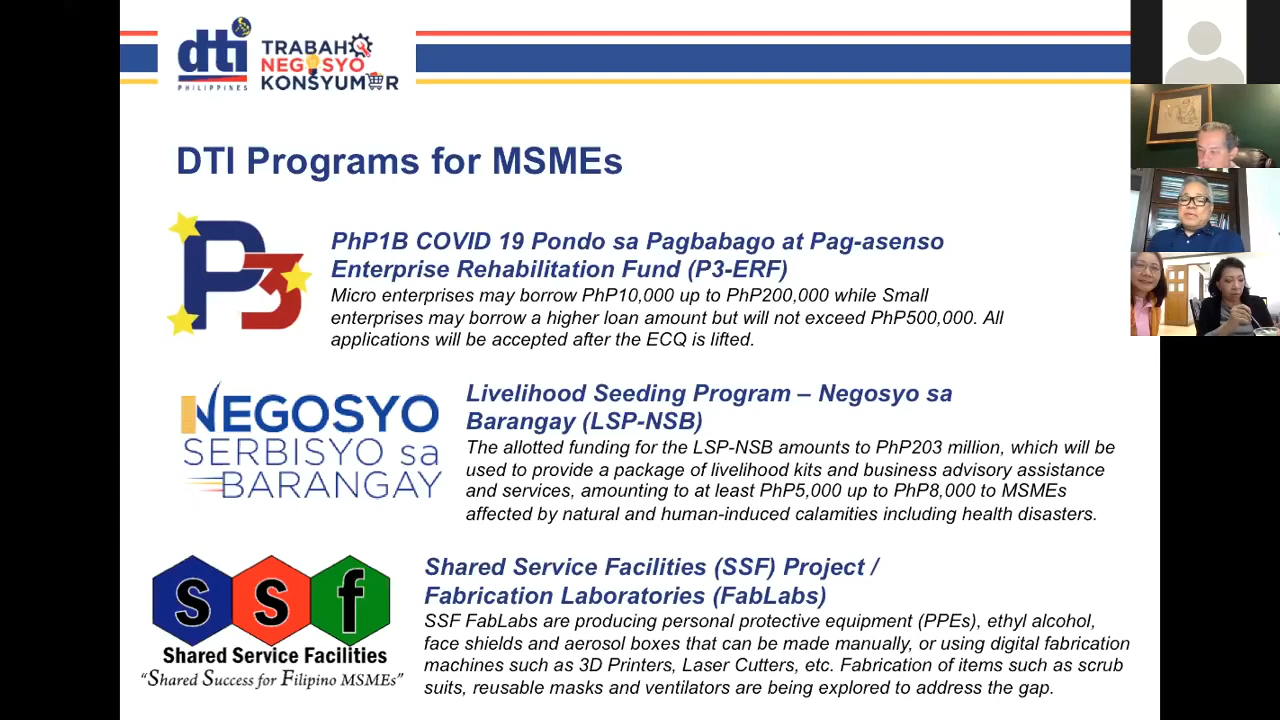 dti
PHILIPPINES
TRABAHO
NEGOSYO
KONSYUMER
DTI Programs for MSMEs
P3
PhP1B COVID 19 Pondo sa Pagbabago at Pag-asenso
Enterprise Rehabilitation Fund (P3-ERF)
Micro enterprises may borrow PhP10,000 up to PhP200,000 while Small
enterprises may borrow a higher loan amount but will not exceed PhP500,000. All
applications will be accepted after the ECQ is lifted.
NEGOSYO
SERBISYO sa
BARANGAY
Livelihood Seeding Program – Negosyo sa
Barangay (LSP-NSB)
The allotted funding for the LSP-NSB amounts to PhP203 million, which will be
used to provide a package of livelihood kits and business advisory assistance
and services, amounting to at least PhP5,000 up to PhP8,000 to MSMEs
affected by natural and human-induced calamities including health disasters.
S S f
Shared Service Facilities
“Shared Success for Filipino MSMEs”
Shared Service Facilities (SSF) Project /
Fabrication Laboratories (FabLabs)
SSF FabLabs are producing personal protective equipment (PPEs), ethyl alcohol,
face shields and aerosol boxes that can be made manually, or using digital fabrication
machines such as 3D Printers, Laser Cutters, etc. Fabrication of items such as scrub
suits, reusable masks and ventilators are being explored to address the gap.